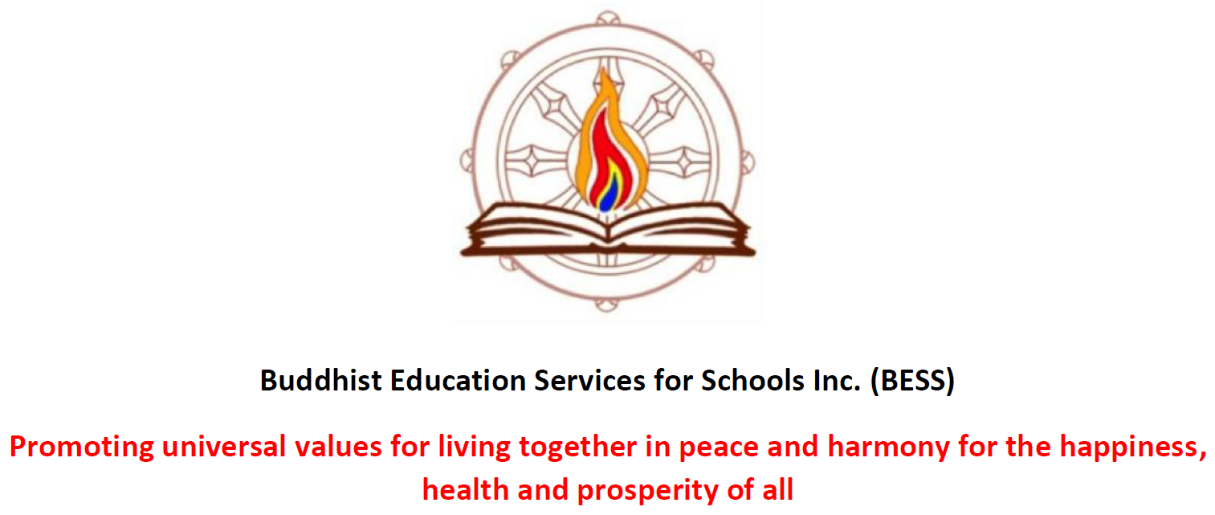 Buddhist Education Services for Schools Inc. (BESS)
Promoting universal values for living together in peace and harmony for the happiness,
health and prosperity of all